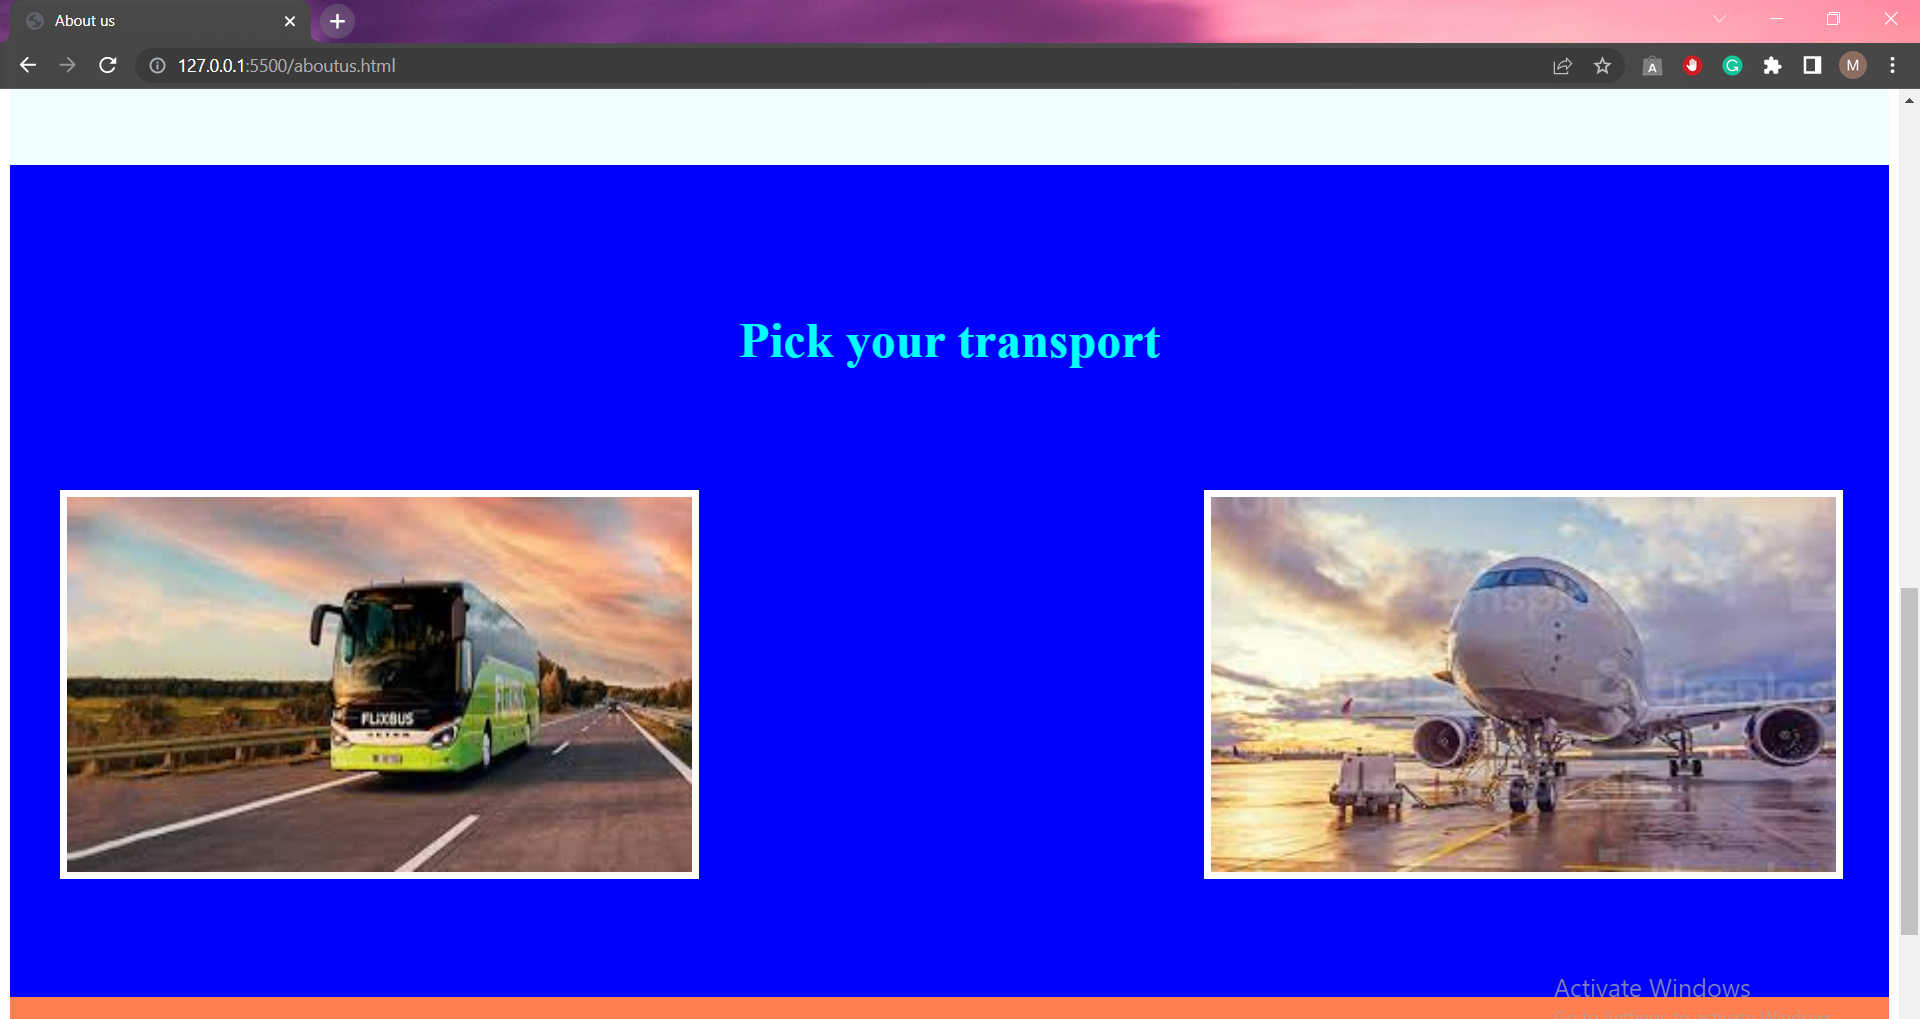 About us
127.0.0.1:5500/aboutus.html
A
G
M
Pick your transport
FLiXBUS
Activate Windows